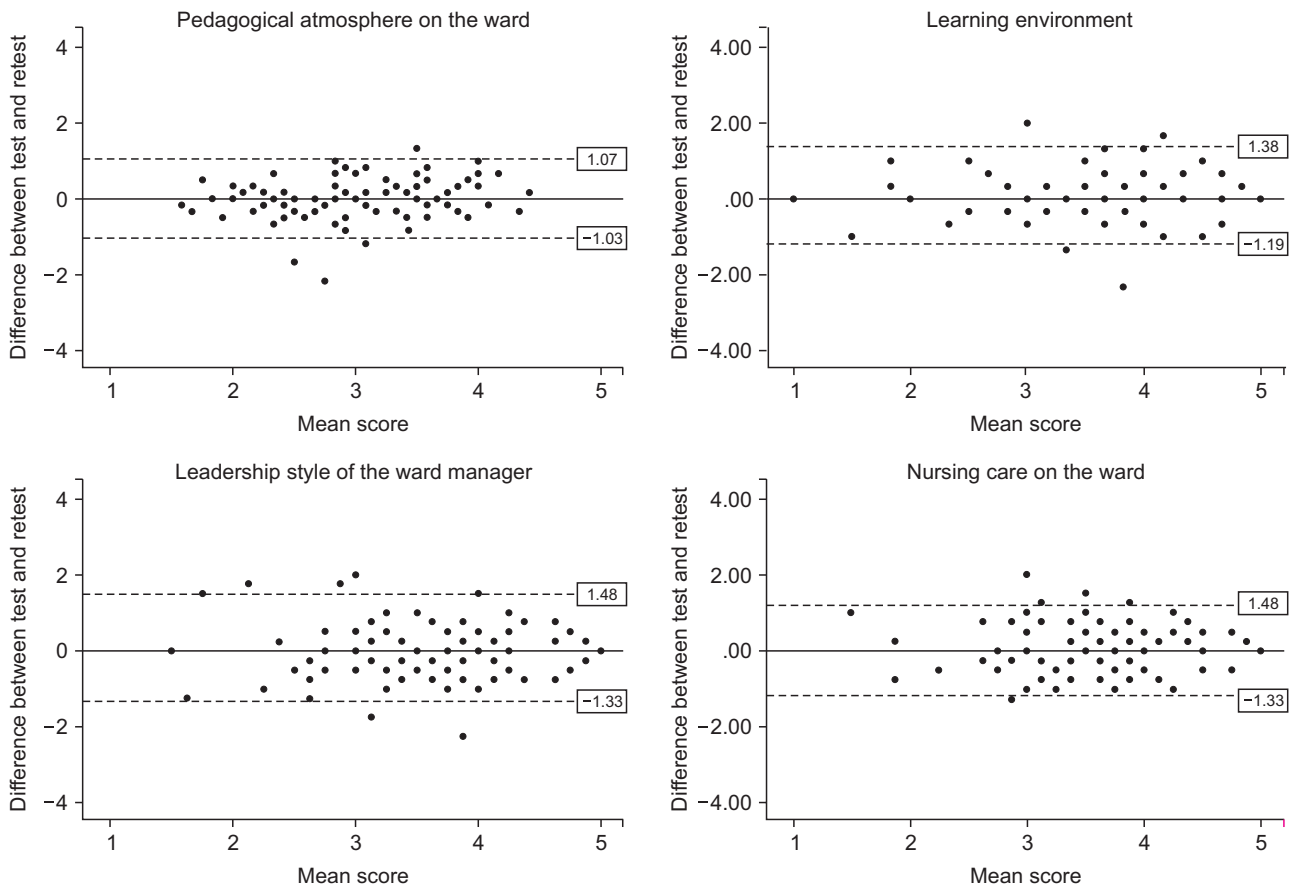 Pedagogical atmosphere on the ward
Difference between test and retest
4
2
0
−2
−4
1.07
−1.03
1 2 3 4 5
Mean score
Learning environment
Difference between test and retest
4.00
2.00
.00
−2.00
−4.00
1.38
−1.19
1 2 3 4 5
Mean score
Leadership style of the ward manager
Difference between test and retest
4
2
0
−2
−4
1.48
−1.33
1 2 3 4 5
Mean score
Nursing care on the ward
Difference between test and retest
4.00
2.00
.00
−2.00
−4.00
1.48
−1.33
1 2 3 4 5
Mean score